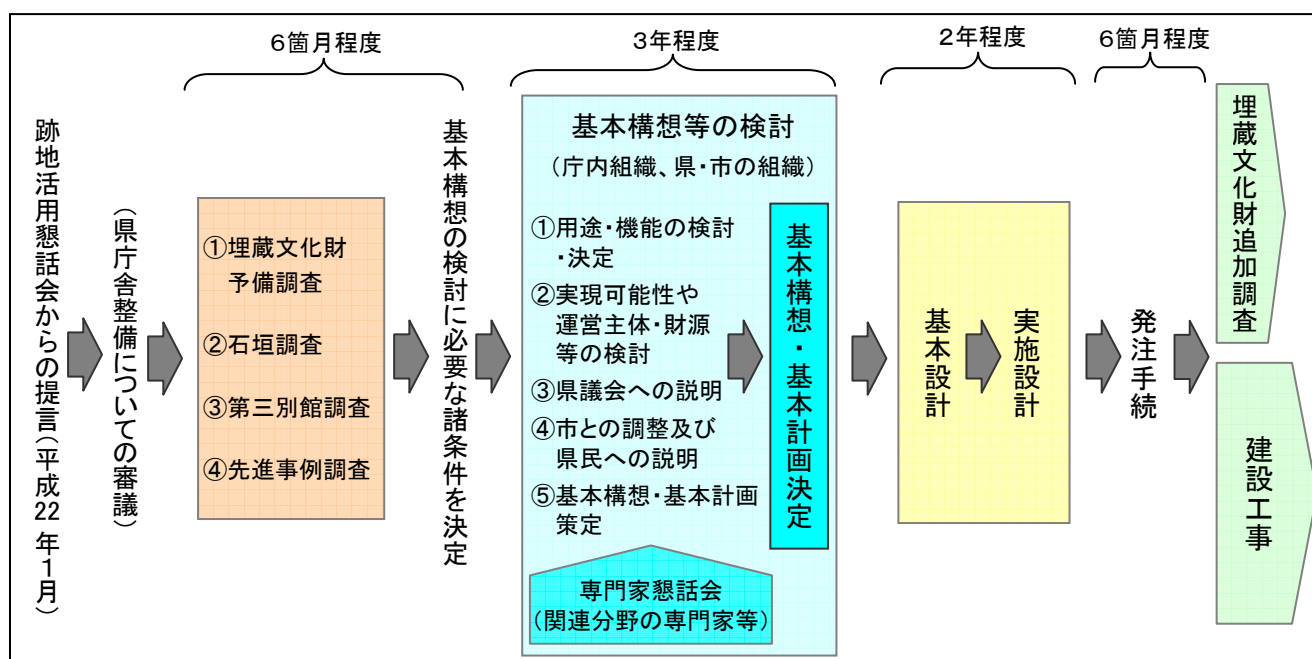 6箇月程度
3年程度
2年程度
6箇月程度
跡地活用懇話会からの提言(平成22年1月)
(県庁舎整備についての審議)
①埋蔵文化財
予備調査
②石垣調査
③第三別館調査
④先進事例調査
基本構想の検討に必要な諸条件を決定
基本構想等の検討
(庁内組織、県・市の組織)
①用途・機能の検討
・決定
②実現可能性や
運営主体・財源
等の検討
③県議会への説明
④市との調整及び
県民への説明
⑤基本構想・基本計画
策定
専門家懇話会
(関連分野の専門家等)
基本構想・基本計画決定
基本設計
実施設計
発注手続
埋蔵文化財追加調査
建設工事